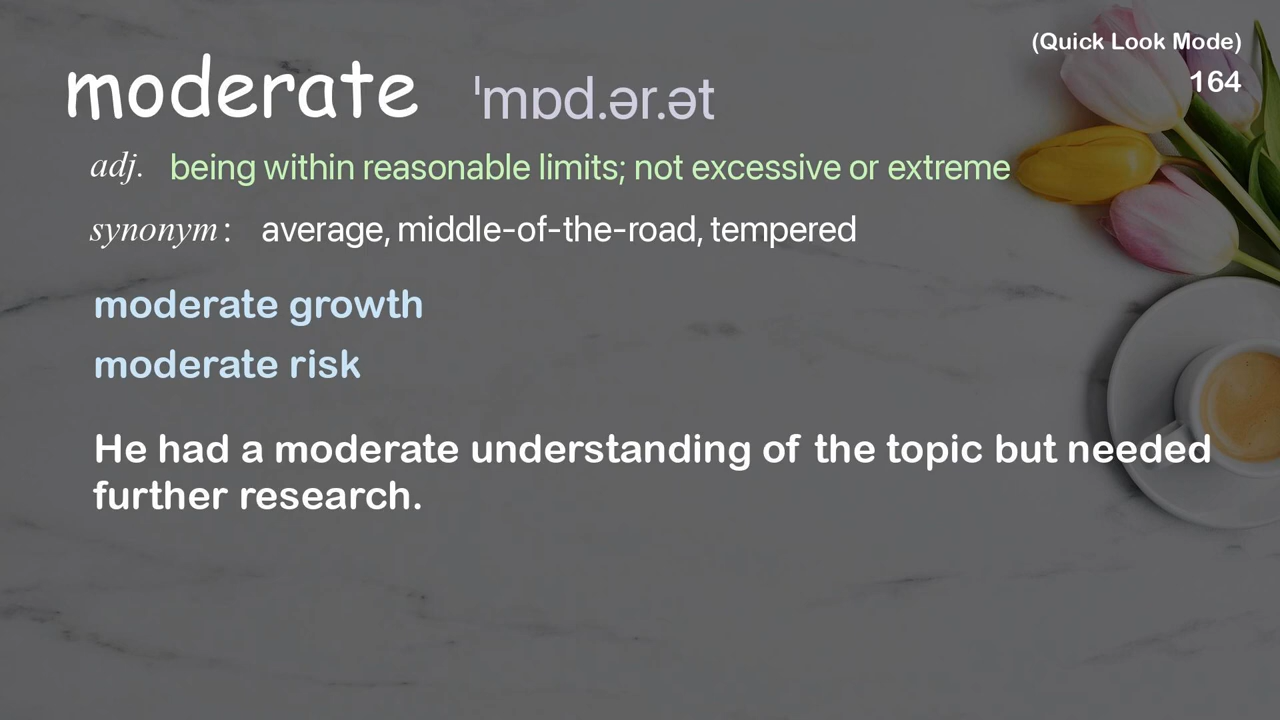 (Quick Look Mode)
164
moderate ˈmɒd.ər.ət
adj. being within reasonable limits; not excessive or extreme
synonym: average, middle-of-the-road, tempered
moderate growth
moderate risk
He had a moderate understanding of the topic but needed
further research.